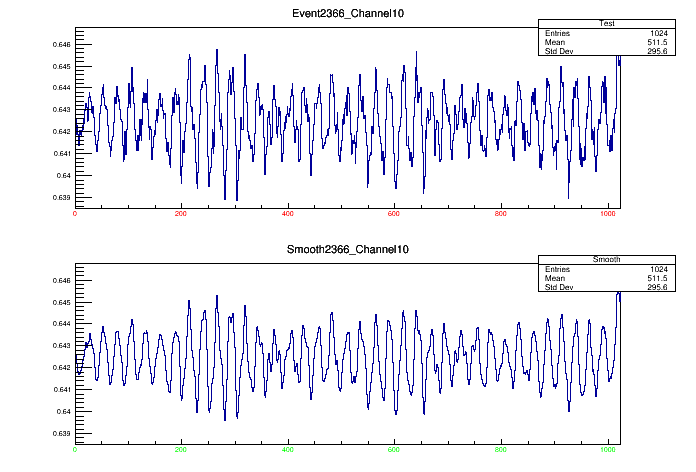 Event2366_Channel10
Test
Entries 1024
Mean 511.5
Std Dev 295.6
0.646
0.645
0.644
0.643
0.642
0.641
0.64
0.639
0 200 400 600 800 1000
Smooth2366_Channel10
Smooth
Entries 1024
Mean 511.5
Std Dev 295.6
0.646
0.645
0.644
0.643
0.642
0.641
0.64
0.639
0 200 400 600 800 1000